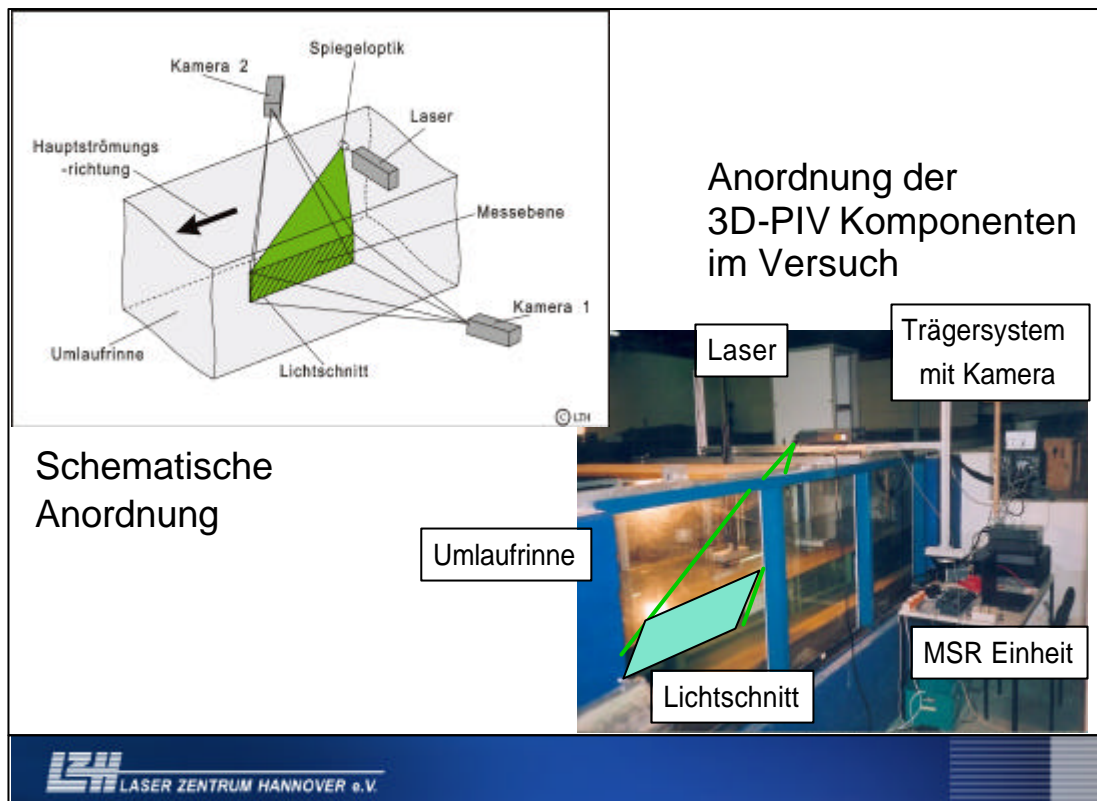 Spiegeloptik
Kamera 2
Laser
Hauptströmungs
-richtung
Messebene
Kamera 1
Umlaufrinne
Lichtschnitt
© LZH
Schematische
Anordnung
Anordnung der
3D-PIV Komponenten
im Versuch
Laser
Trägersystem
mit Kamera
Umlaufrinne
MSR Einheit
Lichtschnitt
LZH LASER ZENTRUM HANNOVER e.V.